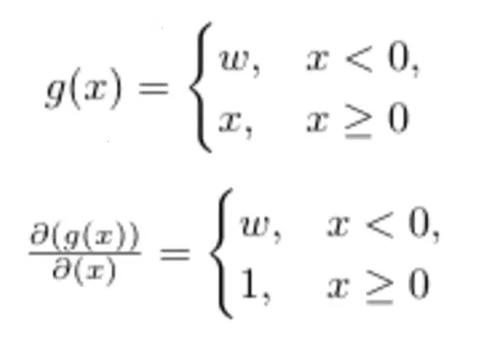 g(x) = { w, x < 0,
x, x ≥ 0
∂(g(x)) / ∂(x) = { w, x < 0,
1, x ≥ 0